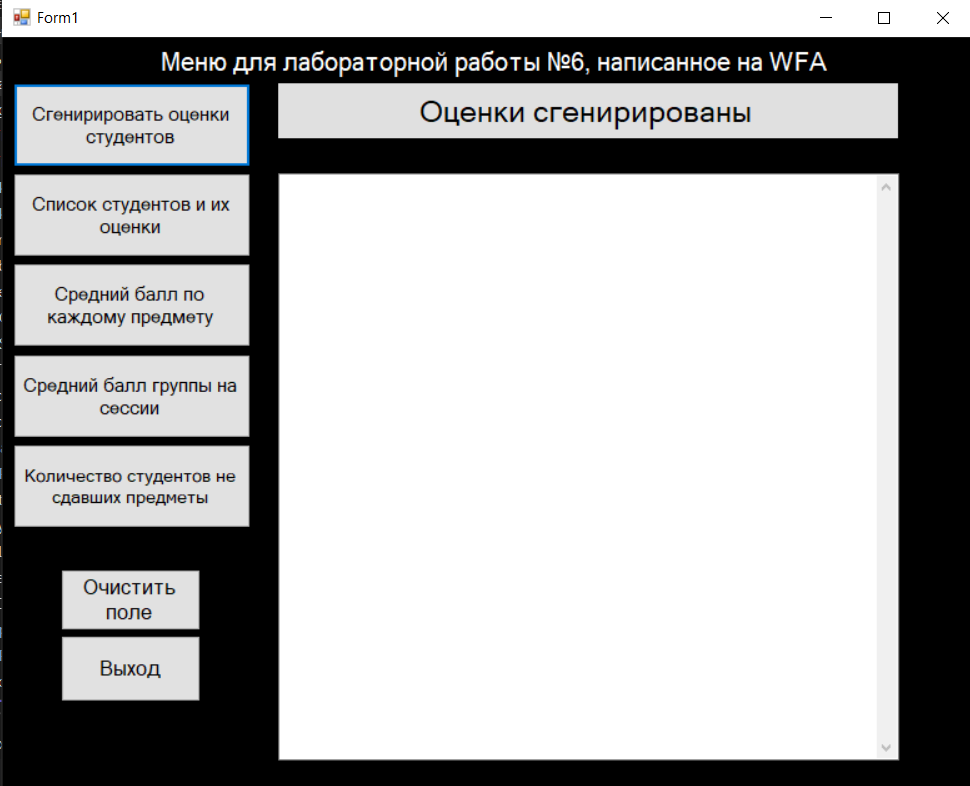 Form1
Меню для лабораторной работы №6, написанное на WFA
Сгенирировать оценки
студентов
Оценки сгенирированы
Список студентов и их
оценки
Средний балл по
каждому предмету
Средний балл группы на
сессии
Количество студентов не
сдавших предметы
Очистить
поле
Выход